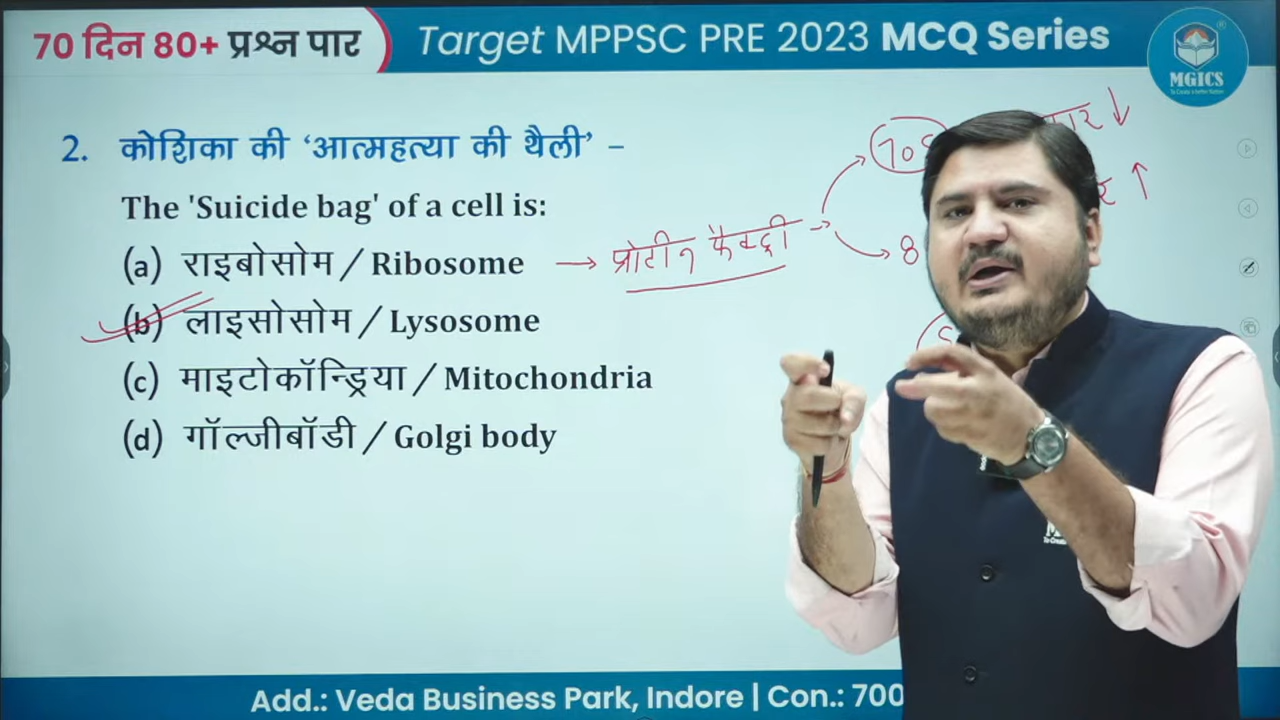 70 दिन 80+ प्रश्न पार
Target MPPSC PRE 2023 MCQ Series
MGICS
2. कोशिका की 'आत्महत्या की थैली' –
The 'Suicide bag' of a cell is:
(a) राइबोसोम / Ribosome → प्रोटीन फैक्ट्री
70S
8
(b) लाइसोसोम / Lysosome
(c) माइटोकॉन्ड्रिया / Mitochondria
(d) गॉल्जीबॉडी / Golgi body
Add.: Veda Business Park, Indore | Con.: 700